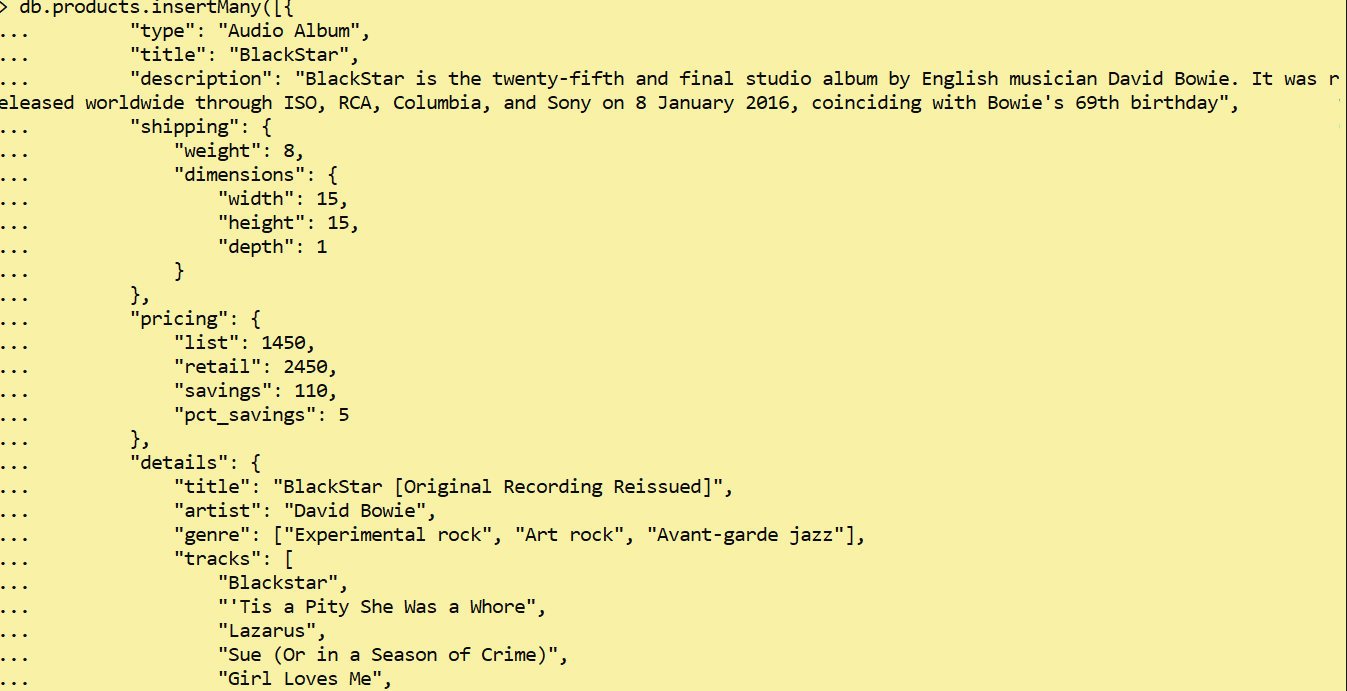 > db.products.insertMany([{
...         "type": "Audio Album",
...         "title": "BlackStar",
...         "description": "BlackStar is the twenty-fifth and final studio album by English musician David Bowie. It was r
eleased worldwide through ISO, RCA, Columbia, and Sony on 8 January 2016, coinciding with Bowie's 69th birthday",
...         "shipping": {
...             "weight": 8,
...             "dimensions": {
...                 "width": 15,
...                 "height": 15,
...                 "depth": 1
...             }
...         },
...         "pricing": {
...             "list": 1450,
...             "retail": 2450,
...             "savings": 110,
...             "pct_savings": 5
...         },
...         "details": {
...             "title": "BlackStar [Original Recording Reissued]",
...             "artist": "David Bowie",
...             "genre": ["Experimental rock", "Art rock", "Avant-garde jazz"],
...             "tracks": [
...                 "Blackstar",
...                 "'Tis a Pity She Was a Whore",
...                 "Lazarus",
...                 "Sue (Or in a Season of Crime)",
...                 "Girl Loves Me",